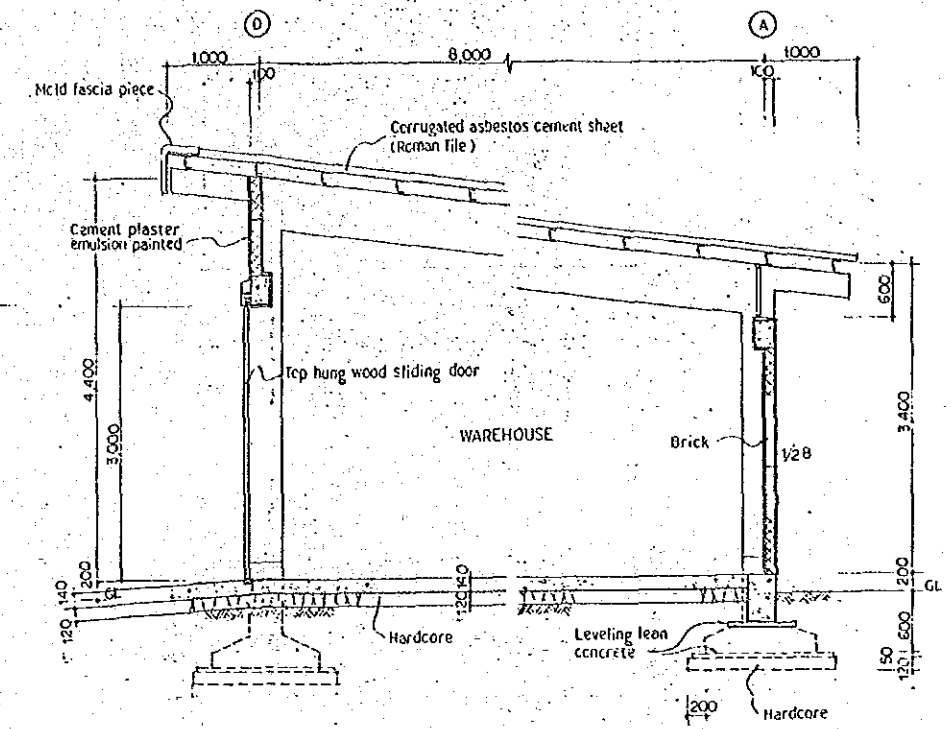 D
A
1,000
8,000
1000
100
100
Mold fascia piece
Corrugated asbestos cement sheet
(Roman Tile)
Cement plaster
emulsion painted
600
4,400
Top hung wood sliding door
3,000
WAREHOUSE
Brick
1/2B
3,400
200
140
120
GL
120
Hardcore
Leveling lean
concrete
200
GL
600
150
120
200
Hardcore